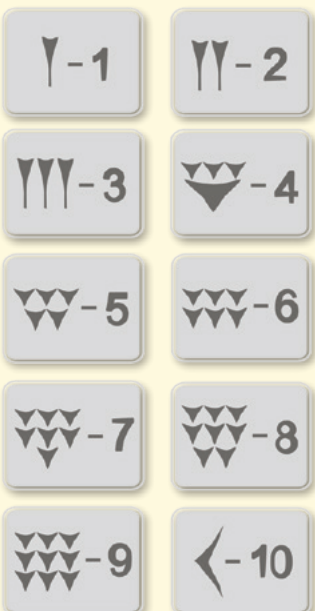 𒁹 - 1 𒈫 - 2
𒐈 - 3 𒐉 - 4
𒐊 - 5 𒐋 - 6
𒐌 - 7 𒐍 - 8
𒐎 - 9 𒌋 - 10